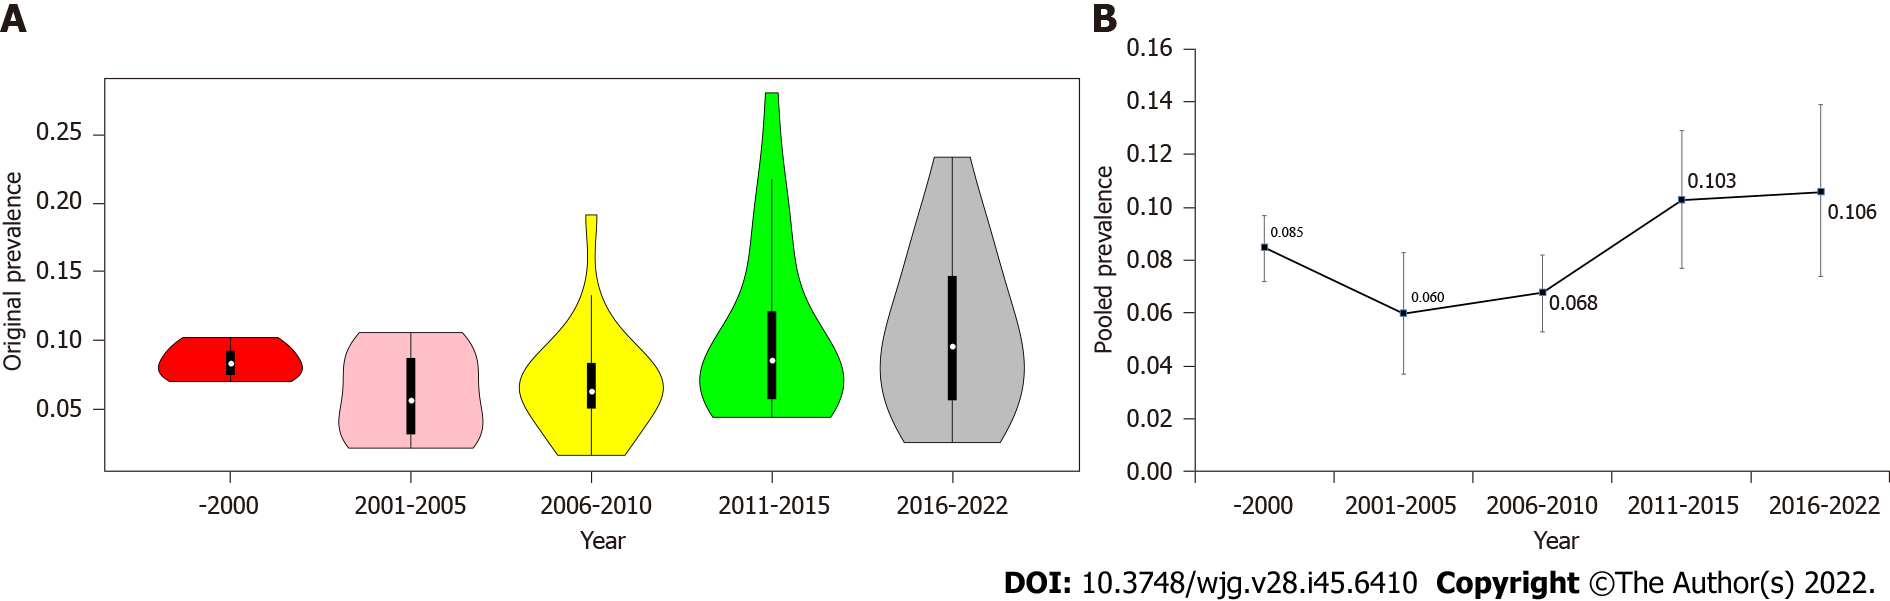 A
Original prevalence
0.25
0.20
0.15
0.10
0.05
-2000 2001-2005 2006-2010 2011-2015 2016-2022
Year
B
Pooled prevalence
0.16
0.14
0.12
0.10
0.08
0.06
0.04
0.02
0.00
0.085
0.060
0.068
0.103
0.106
-2000 2001-2005 2006-2010 2011-2015 2016-2022
Year
DOI: 10.3748/wjg.v28.i45.6410 Copyright ©The Author(s) 2022.